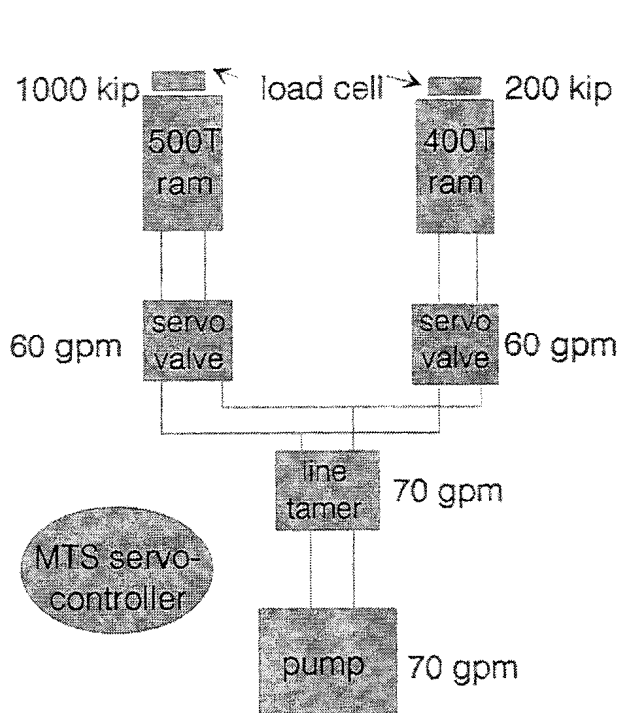 1000 kip
load cell
200 kip
500T
ram
400T
ram
60 gpm
servo
valve
servo
valve
60 gpm
line
tamer
70 gpm
MTS servo-
controller
pump
70 gpm